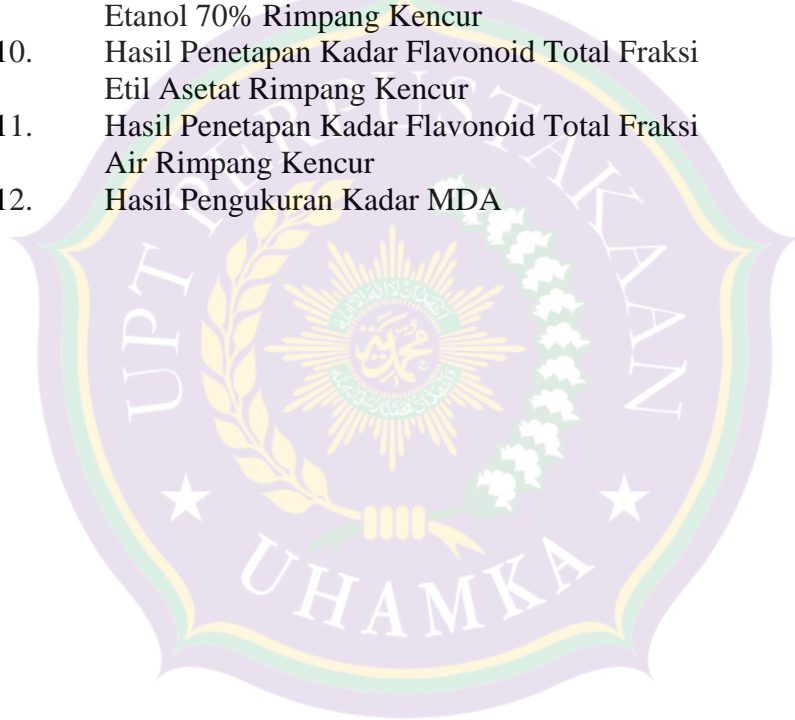 Etanol 70% Rimpang Kencur
10. Hasil Penetapan Kadar Flavonoid Total Fraksi
Etil Asetat Rimpang Kencur
11. Hasil Penetapan Kadar Flavonoid Total Fraksi
Air Rimpang Kencur
12. Hasil Pengukuran Kadar MDA
UPT PERPUSTAKAAN
UHAMKA